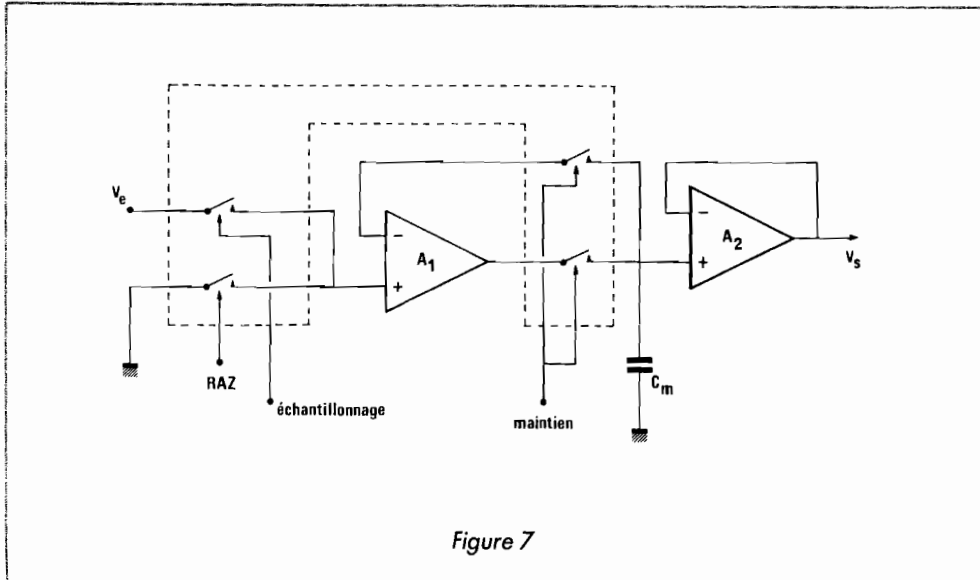 Ve
−
A1
+
−
A2
+
Vs
RAZ
échantillonnage
maintien
Cm
Figure 7